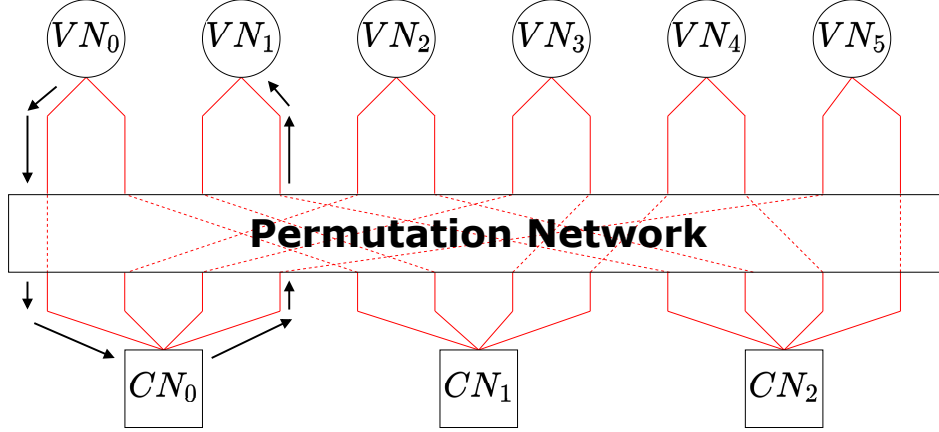 VN₀ VN₁ VN₂ VN₃ VN₄ VN₅
Permutation Network
CN₀ CN₁ CN₂